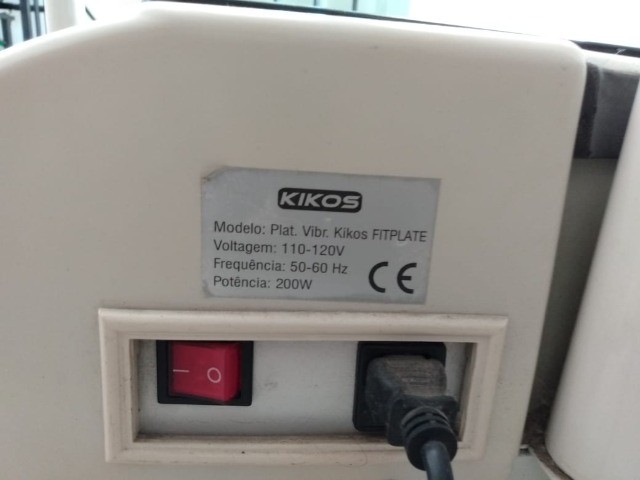 KIKOS
Modelo: Plat. Vibr. Kikos FITPLATE
Voltagem: 110-120V
Frequência: 50-60 Hz
Potência: 200W
CE
I O